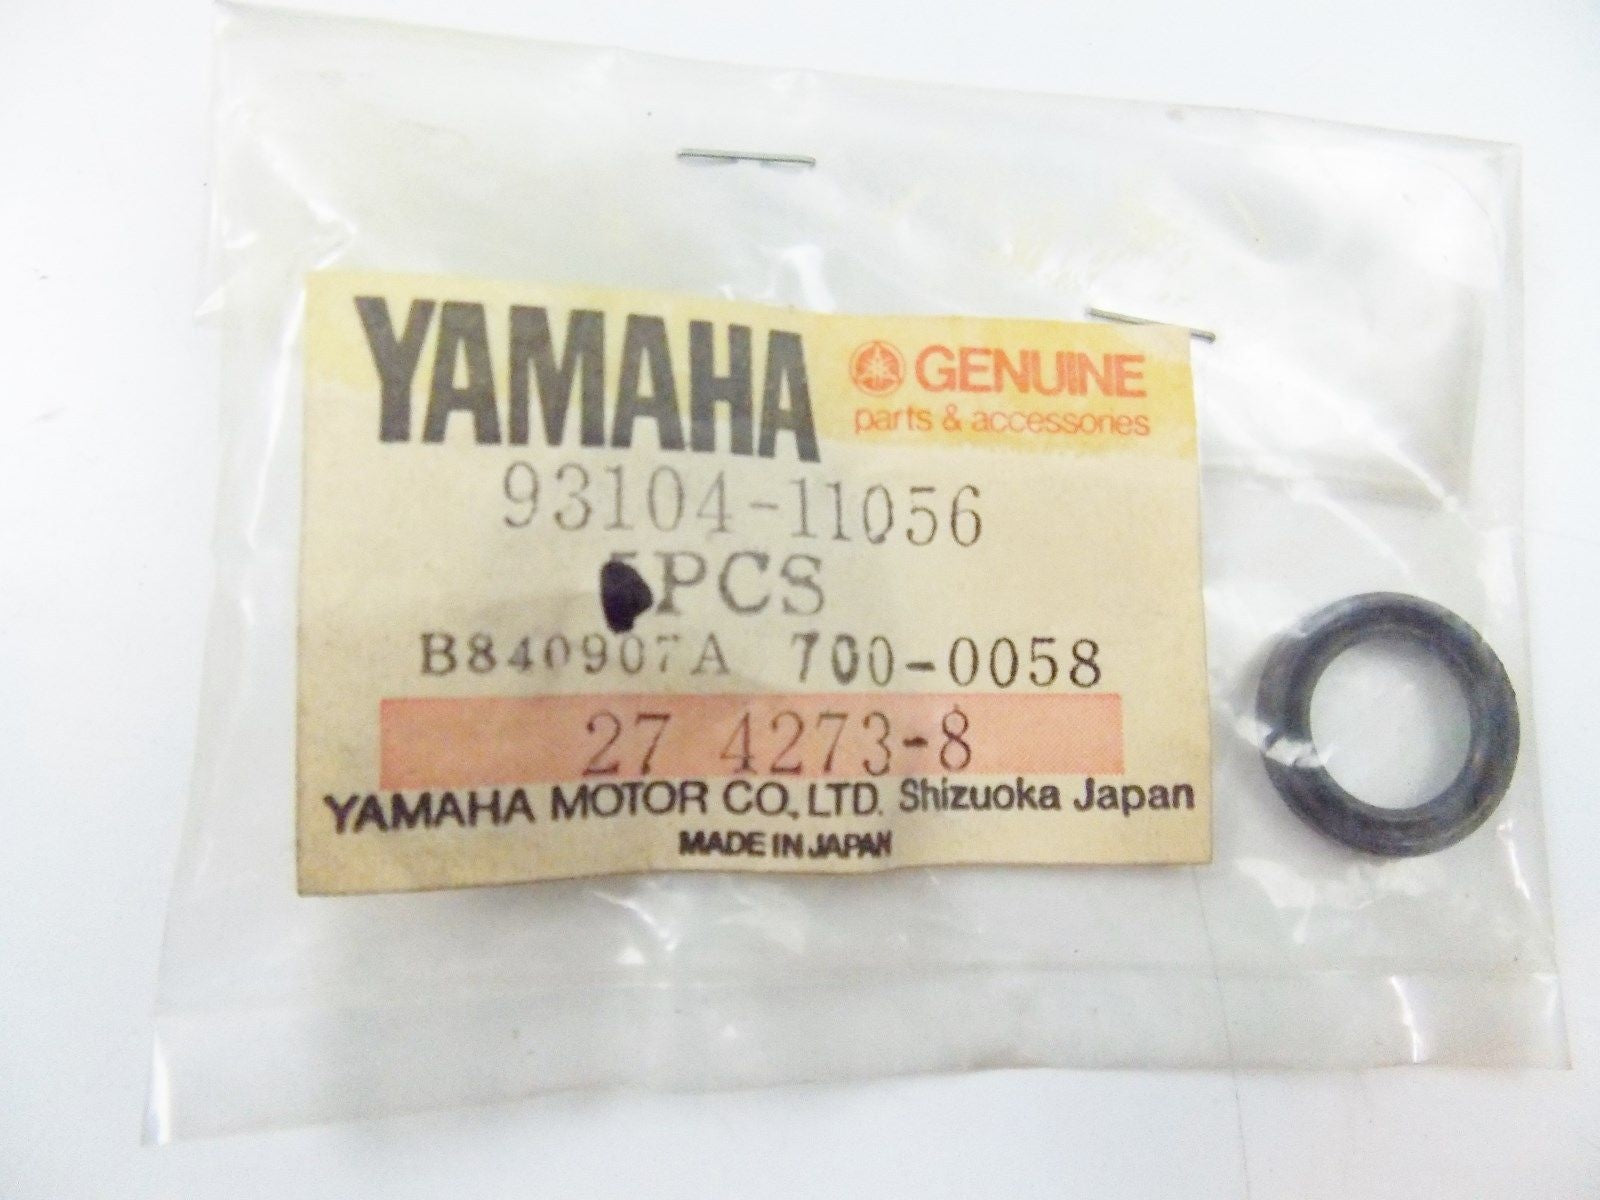 YAMAHA GENUINE
parts & accessories
93104-11056
5PCS
B840907A 700-0058
27 4273-8
YAMAHA MOTOR CO., LTD. Shizuoka Japan
MADE IN JAPAN